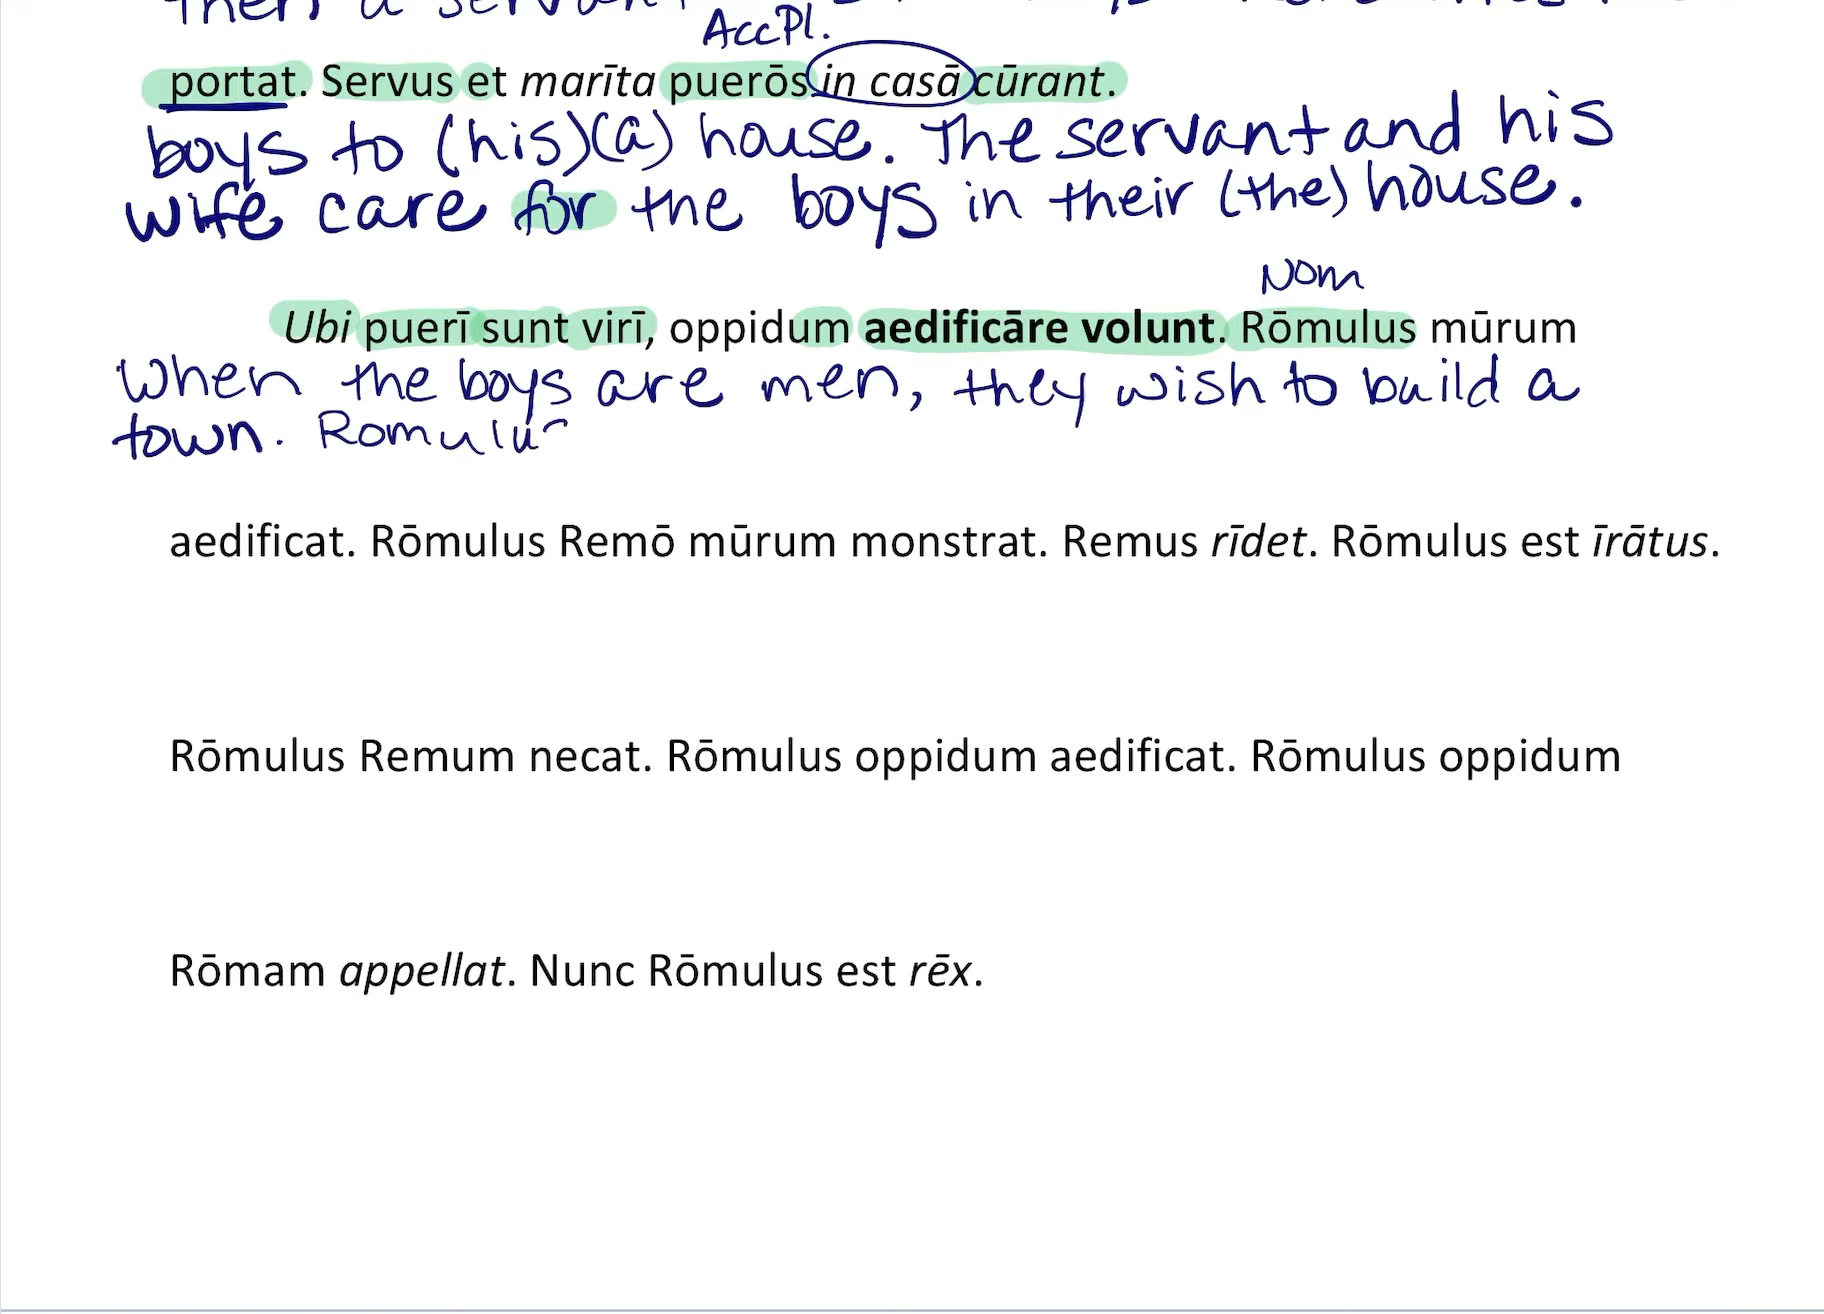 Then a servant
AccPl.
portat. Servus et marīta puerōs in casā cūrant.
boys to (his)(a) house. The servant and his
wife care for the boys in their (the) house.
Nom
Ubi puerī sunt virī, oppidum aedificāre volunt. Rōmulus mūrum
When the boys are men, they wish to build a
town. Romulu
aedificat. Rōmulus Remō mūrum monstrat. Remus rīdet. Rōmulus est īrātus.
Rōmulus Remum necat. Rōmulus oppidum aedificat. Rōmulus oppidum
Rōmam appellat. Nunc Rōmulus est rēx.